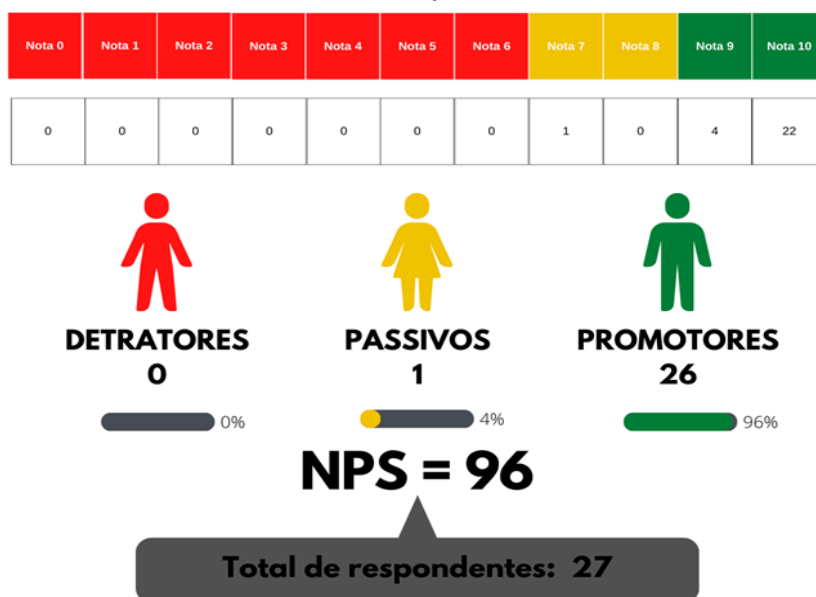 Nota 0 Nota 1 Nota 2 Nota 3 Nota 4 Nota 5 Nota 6 Nota 7 Nota 8 Nota 9 Nota 10
0 0 0 0 0 0 0 1 0 4 22
DETRATORES PASSIVOS PROMOTORES
0 1 26
0% 4% 96%
NPS = 96
Total de respondentes: 27